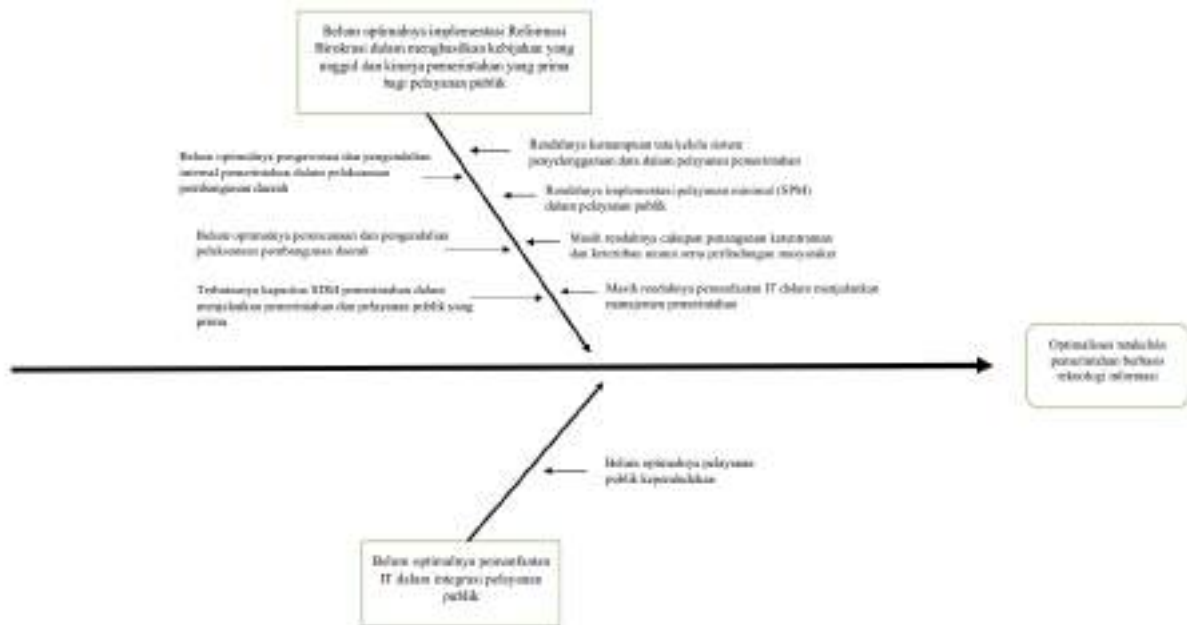 Belum optimalnya implementasi Reformasi
Birokrasi dalam menghasilkan kebijakan yang
unggul dan kinerja pemerintahan yang prima
bagi pelayanan publik
Rendahnya kemampuan tata kelola sistem
penyelenggaraan data dalam pelayanan pemerintahan
Belum optimalnya pengawasan dan pengendalian
internal pemerintahan dalam pelaksanaan
pembangunan daerah
Rendahnya implementasi pelayanan minimal (SPM)
dalam pelayanan publik
Belum optimalnya perencanaan dan pengendalian
pelaksanaan pembangunan daerah
Masih rendahnya cakupan penanganan ketentraman
dan ketertiban umum serta perlindungan masyarakat
Terbatasnya kapasitas SDM pemerintahan dalam
menjalankan pemerintahan dan pelayanan publik yang
prima
Masih rendahnya pemanfaatan IT dalam menjalankan
manajemen pemerintahan
Optimalisasi tatakelola
pemerintahan berbasis
teknologi informasi
Belum optimalnya pelayanan
publik kependudukan
Belum optimalnya pemanfaatan
IT dalam integrasi pelayanan
publik